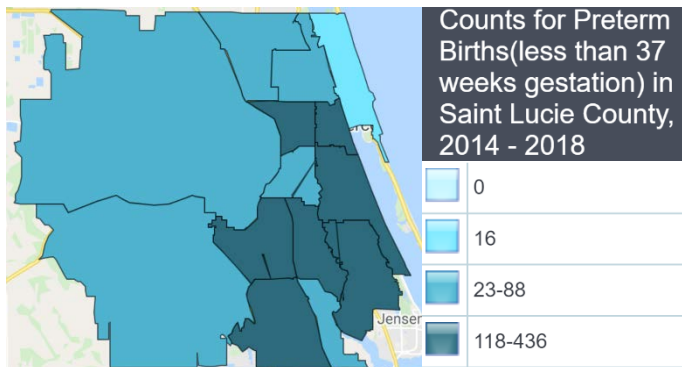 Counts for Preterm
Births(less than 37
weeks gestation) in
Saint Lucie County,
2014 - 2018
0
16
23-88
118-436
Jensen